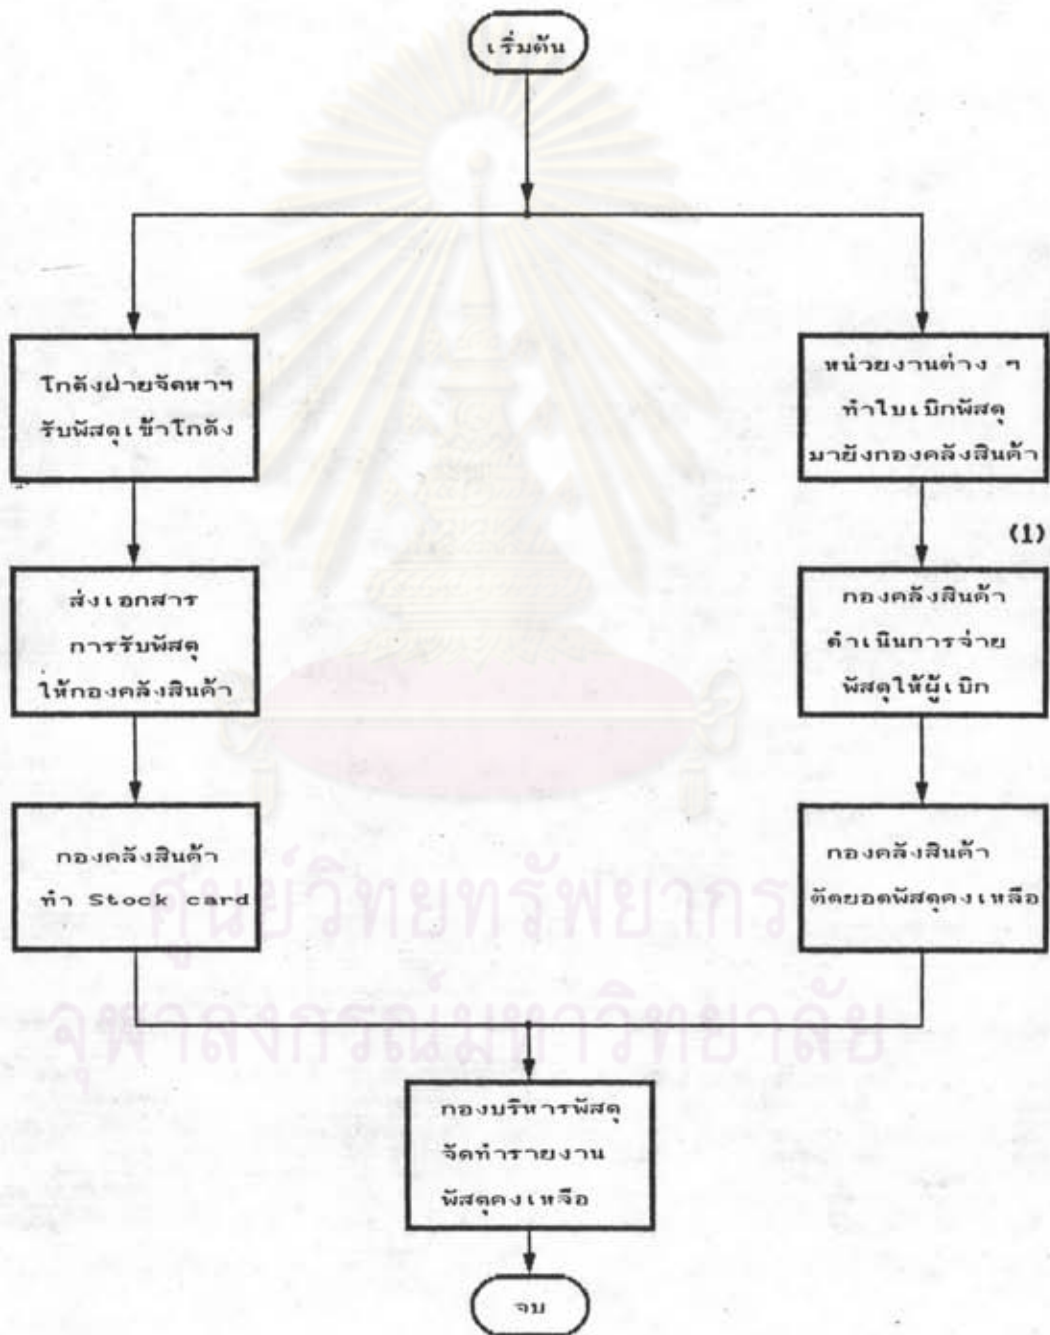 เริ่มต้น
โกดังฝ่ายจัดหาฯ
รับพัสดุเข้าโกดัง
ส่งเอกสาร
การรับพัสดุ
ให้กองคลังสินค้า
กองคลังสินค้า
ทำ Stock card
หน่วยงานต่าง ๆ
ทำใบเบิกพัสดุ
มายังกองคลังสินค้า
(1)
กองคลังสินค้า
ดำเนินการจ่าย
พัสดุให้ผู้เบิก
กองคลังสินค้า
ตัดยอดพัสดุคงเหลือ
กองบริหารพัสดุ
จัดทำรายงาน
พัสดุคงเหลือ
จบ
ศูนย์วิทยทรัพยากร
จุฬาลงกรณ์มหาวิทยาลัย